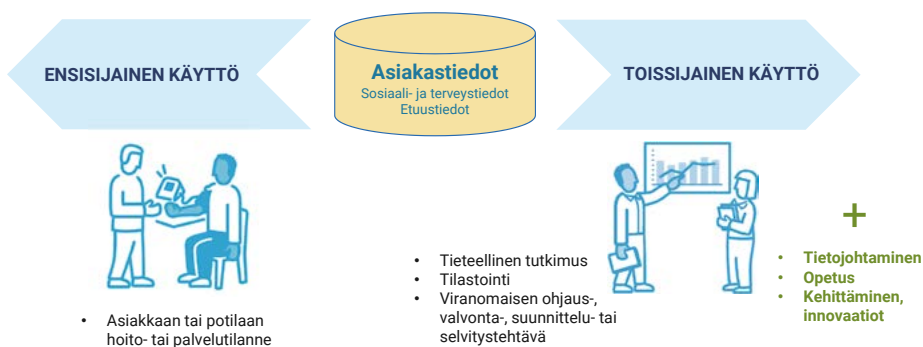 ENSISIJAINEN KÄYTTÖ
Asiakastiedot
Sosiaali- ja terveystiedot
Etuustiedot
TOISSIJAINEN KÄYTTÖ
• Asiakkaan tai potilaan
hoito- tai palvelutilanne
• Tieteellinen tutkimus
• Tilastointi
• Viranomaisen ohjaus-,
valvonta-, suunnittelu- tai
selvitystehtävä
+
• Tietojohtaminen
• Opetus
• Kehittäminen,
innovaatiot